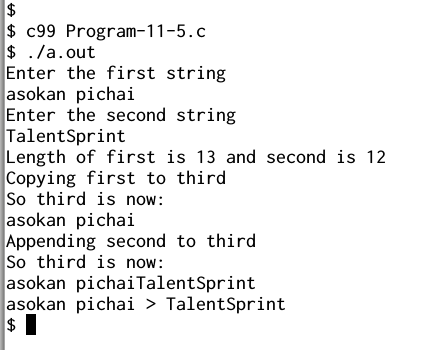 $
$ c99 Program-11-5.c
$ ./a.out
Enter the first string
asokan pichai
Enter the second string
TalentSprint
Length of first is 13 and second is 12
Copying first to third
So third is now:
asokan pichai
Appending second to third
So third is now:
asokan pichaiTalentSprint
asokan pichai > TalentSprint
$